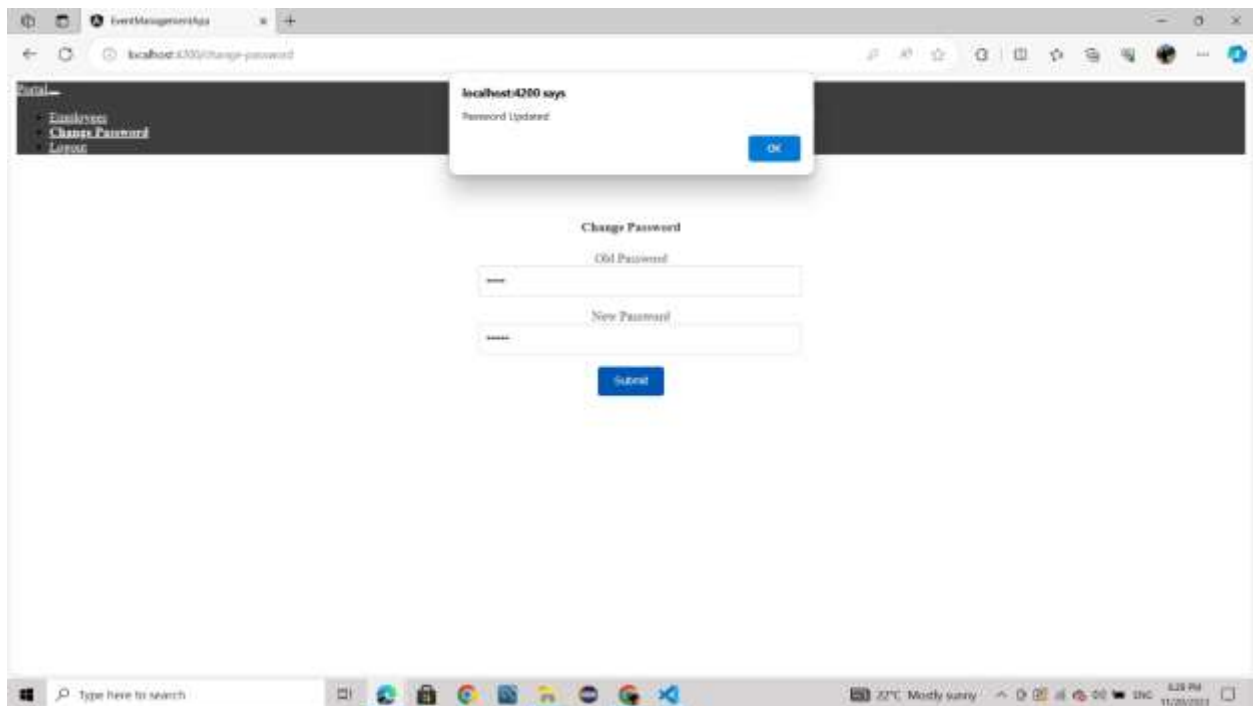 EventManagementApp
localhost:4200/change-password
Portal
Employees
Change Password
Logout
localhost:4200 says
Password Updated
OK
Change Password
Old Password
New Password
Submit
Type here to search
22°C Mostly sunny
ENG